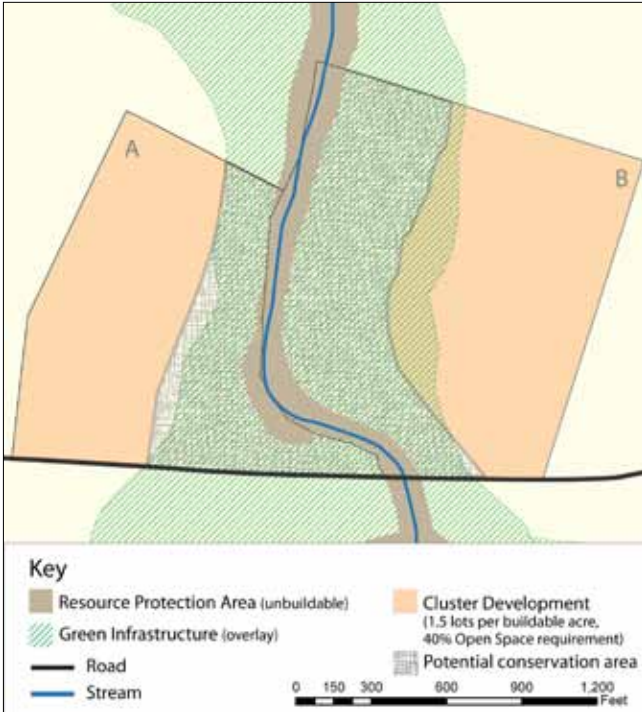 A
B
Key
Resource Protection Area (unbuildable)
Green Infrastructure (overlay)
Road
Stream
Cluster Development
(1.5 lots per buildable acre,
40% Open Space requirement)
Potential conservation area
0 150 300 600 900 1,200
Feet